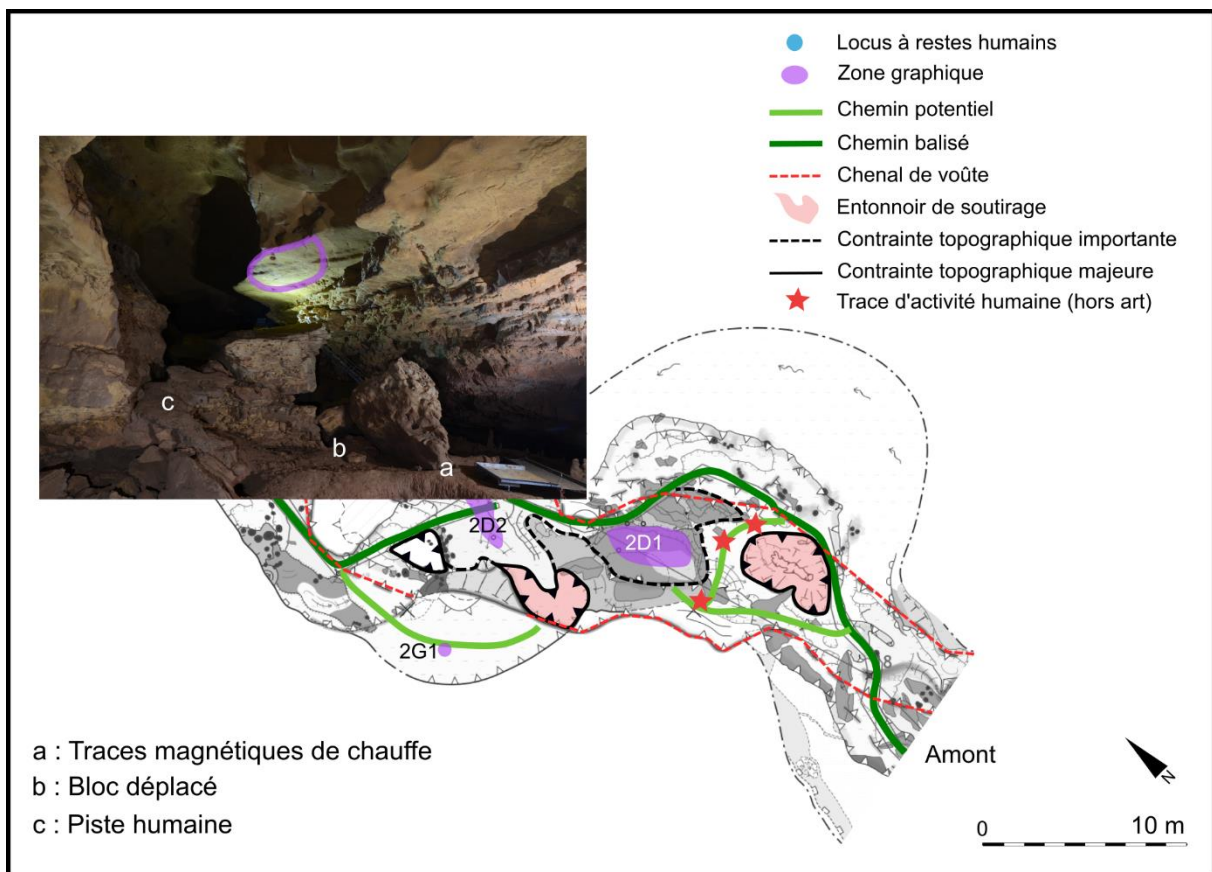 Locus à restes humains
Zone graphique
Chemin potentiel
Chemin balisé
Chenal de voûte
Entonnoir de soutirage
Contrainte topographique importante
Contrainte topographique majeure
Trace d'activité humaine (hors art)
c
b
a
2D2
2D1
2G1
8
Amont
a : Traces magnétiques de chauffe
b : Bloc déplacé
c : Piste humaine
N
0 10 m